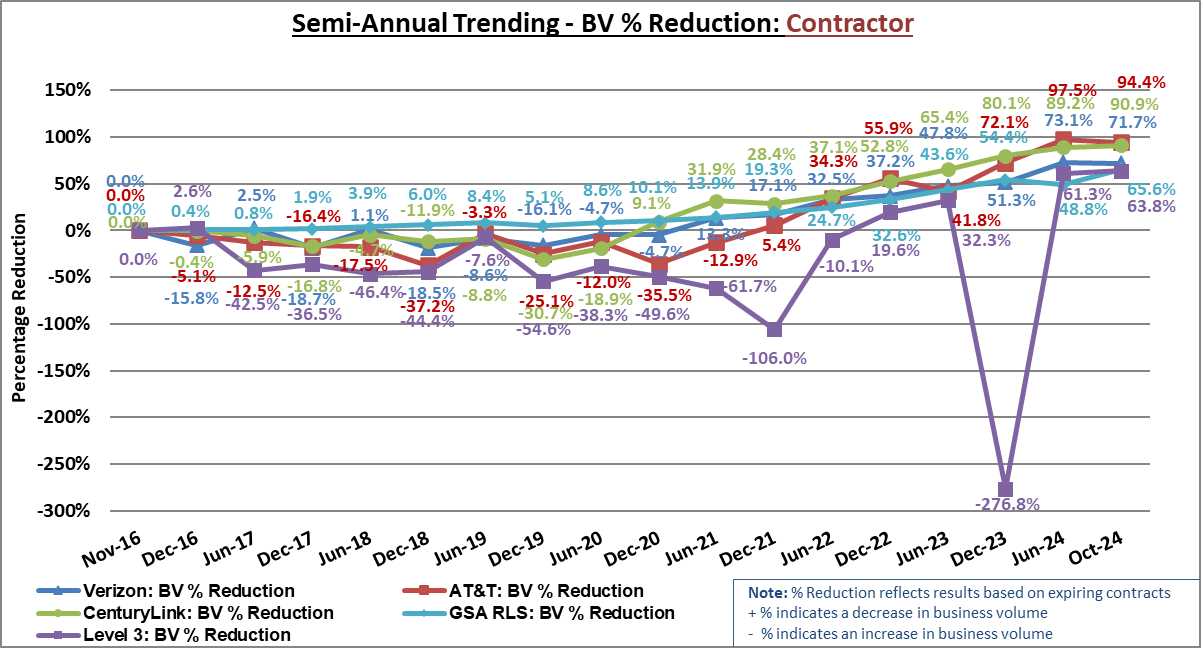 Semi-Annual Trending - BV % Reduction: Contractor
Percentage Reduction
150%
100%
50%
0%
-50%
-100%
-150%
-200%
-250%
-300%
0.0% 2.6% 2.5% 1.9% 3.9% 6.0% 8.4% 5.1% 8.6% 10.1% 31.9% 28.4% 37.1% 55.9% 65.4% 80.1% 97.5% 94.4%
0.0% 0.4% 0.8% -16.4% 1.1% -11.9% -3.3% -16.1% -4.7% 9.1% 13.9% 19.3% 34.3% 52.8% 47.8% 72.1% 89.2% 90.9%
0.0% 17.1% 32.5% 37.2% 43.6% 54.4% 73.1% 71.7%
0.0%
0.0% -0.4% -5.9% -17.5% -7.6% -4.7% 13.3% 5.4% 24.7% 32.6% 41.8% 51.3% 48.8% 65.6%
-5.1% -12.5% -16.8% -46.4% -18.5% -8.6% -25.1% -12.0% -35.5% -12.9% -10.1% 19.6% 32.3% 61.3% 63.8%
-15.8% -42.5% -18.7% -37.2% -8.8% -30.7% -18.9% -49.6% -61.7%
-36.5% -44.4% -54.6% -38.3% -106.0%
-276.8%
Nov-16 Dec-16 Jun-17 Dec-17 Jun-18 Dec-18 Jun-19 Dec-19 Jun-20 Dec-20 Jun-21 Dec-21 Jun-22 Dec-22 Jun-23 Dec-23 Jun-24 Oct-24
Verizon: BV % Reduction
AT&T: BV % Reduction
CenturyLink: BV % Reduction
GSA RLS: BV % Reduction
Level 3: BV % Reduction
Note: % Reduction reflects results based on expiring contracts
+ % indicates a decrease in business volume
- % indicates an increase in business volume